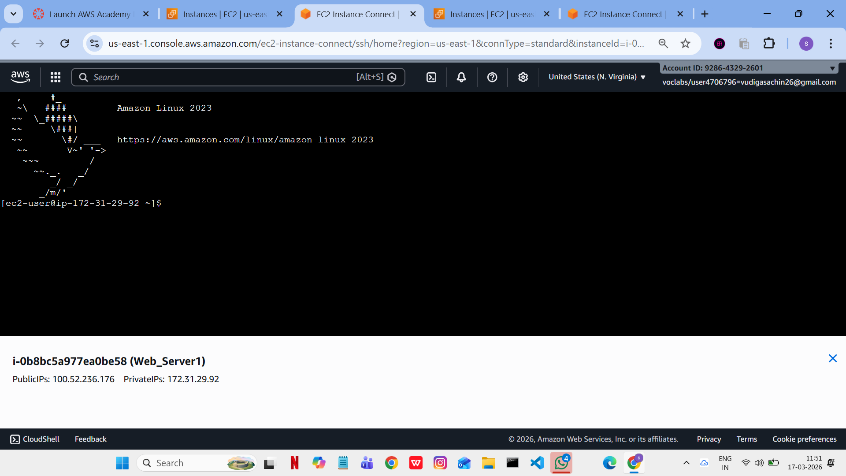 Launch AWS Academy
Instances | EC2 | us-eas
EC2 Instance Connect |
Instances | EC2 | us-eas
EC2 Instance Connect |
us-east-1.console.aws.amazon.com/ec2-instance-connect/ssh/home?region=us-east-1&connType=standard&instanceId=i-0...
S
aws
Search
[Alt+S]
United States (N. Virginia)
Account ID: 9286-4329-2601
voclabs/user4706796=vudigasachin26@gmail.com
   ,     #_
   ~\_  ####_        Amazon Linux 2023
  ~~  \_#####\
  ~~     \###|
  ~~       \#/ ___   https://aws.amazon.com/linux/amazon-linux-2023
   ~~       V~' '->
    ~~~         /
      ~~._.   _/
         _/ _/
       _/m/'
[ec2-user@ip-172-31-29-92 ~]$
i-0b8bc5a977ea0be58 (Web_Server1)
PublicIPs: 100.52.236.176 PrivateIPs: 172.31.29.92
CloudShell
Feedback
© 2026, Amazon Web Services, Inc. or its affiliates.
Privacy
Terms
Cookie preferences
Search
4
ENG
IN
11:51
17-03-2026